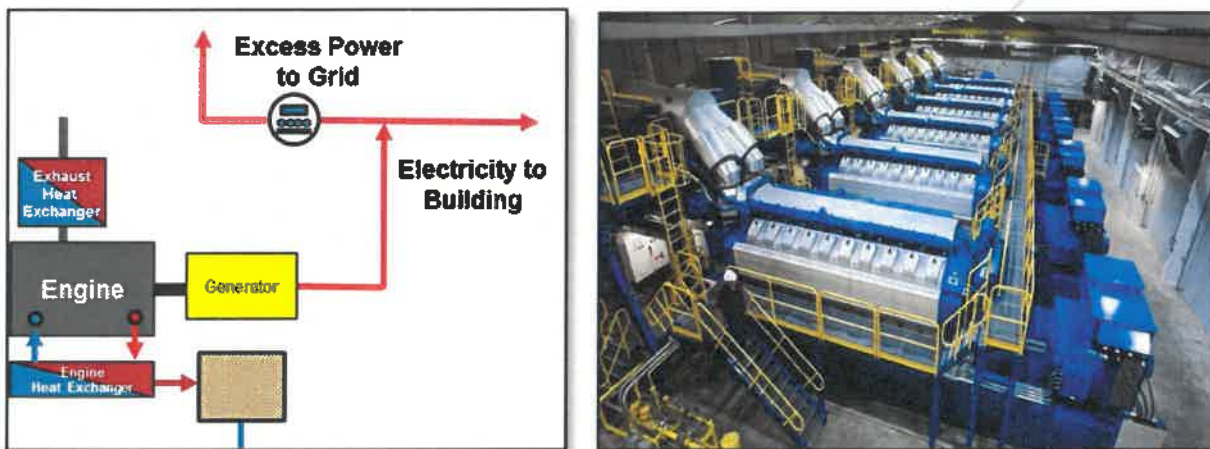 Excess Power
to Grid
Electricity to
Building
Exhaust
Heat
Exchanger
Engine
Generator
Engine
Heat Exchanger